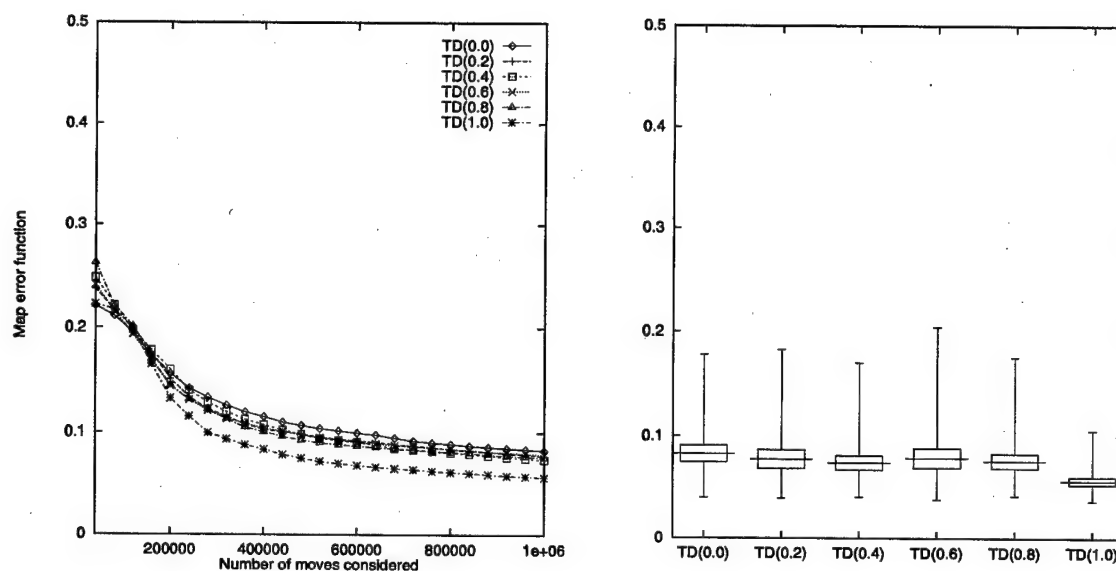 0.5
0.4
0.3
0.2
0.1
0
Map error function
TD(0.0)
TD(0.2)
TD(0.4)
TD(0.6)
TD(0.8)
TD(1.0)
200000 400000 600000 800000 1e+06
Number of moves considered
0.5
0.4
0.3
0.2
0.1
0
TD(0.0) TD(0.2) TD(0.4) TD(0.6) TD(0.8) TD(1.0)